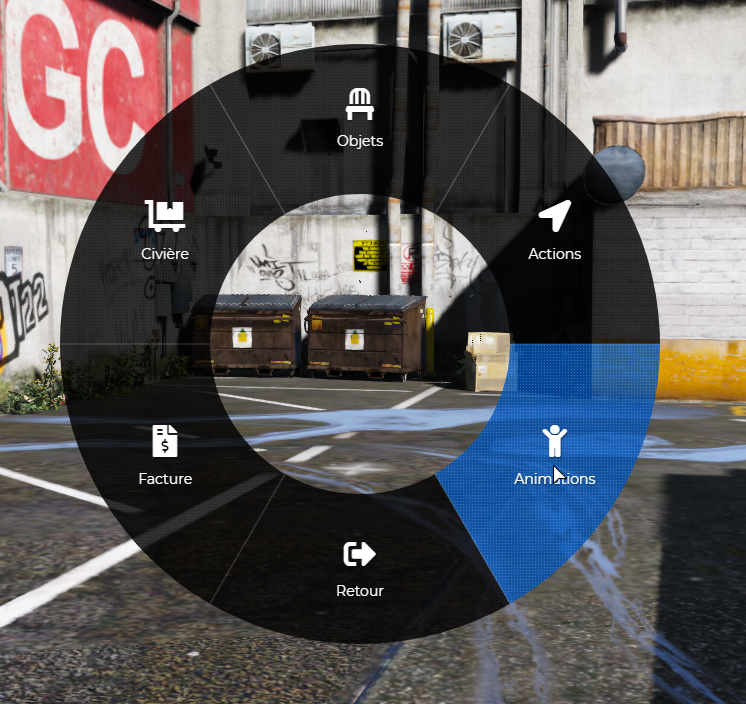 GC
Objets
Civière
Actions
Facture
Animations
Retour